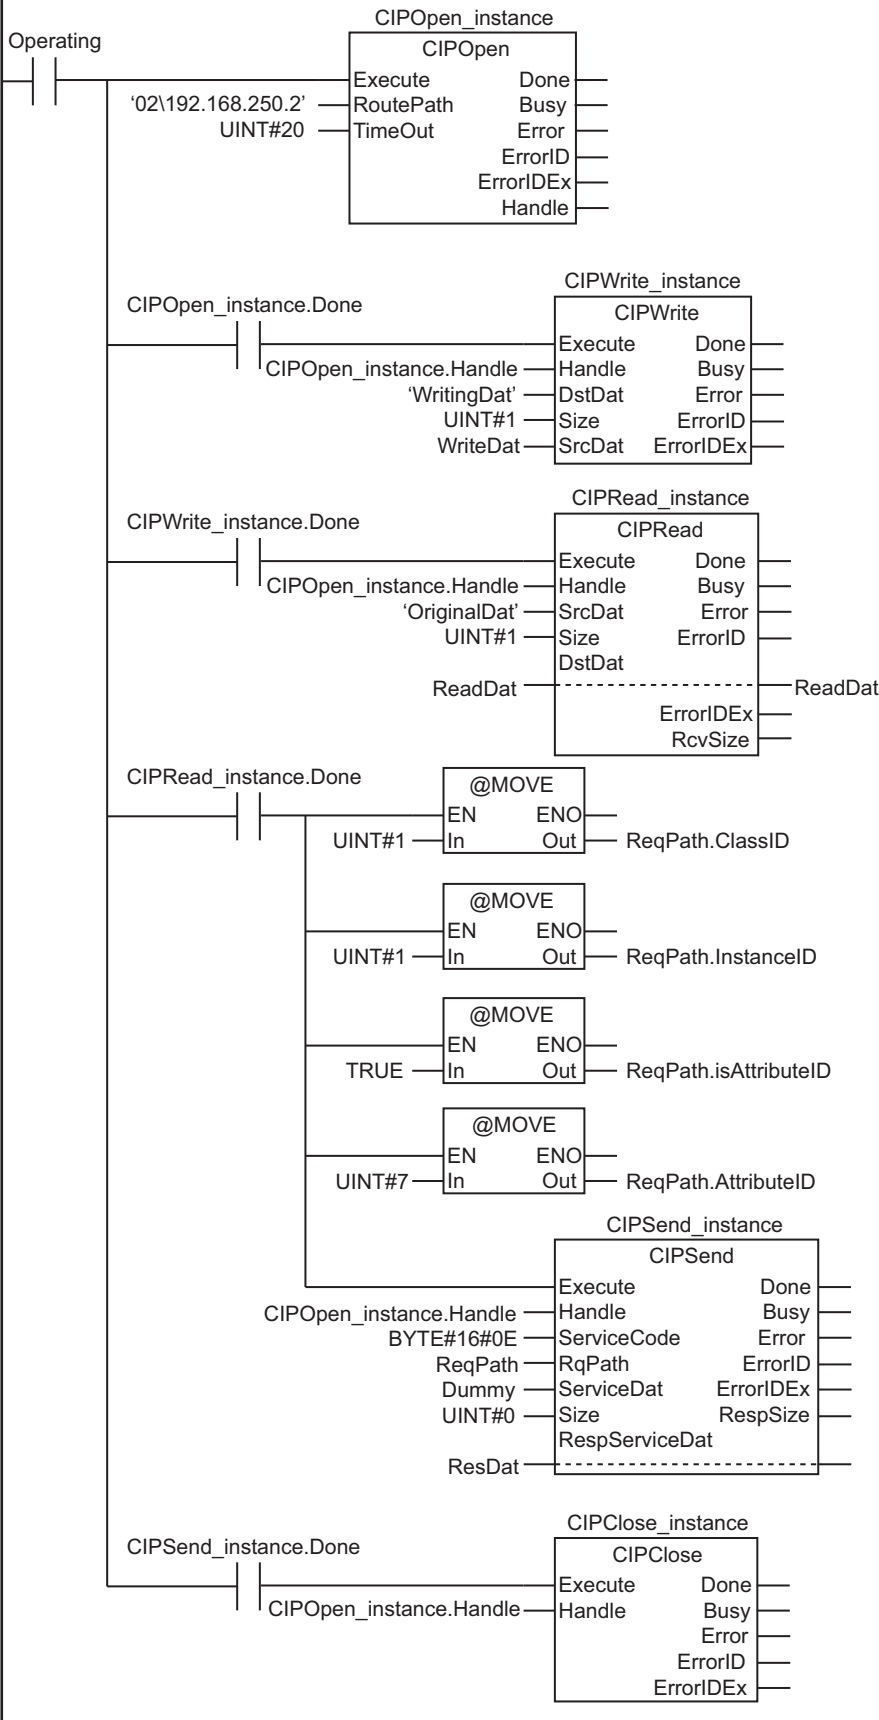 CIPOpen_instance
Operating
CIPOpen
Execute Done
'02\192.168.250.2' RoutePath Busy
UINT#20 TimeOut Error
ErrorID
ErrorIDEx
Handle
CIPWrite_instance
CIPOpen_instance.Done
CIPWrite
Execute Done
CIPOpen_instance.Handle Handle Busy
‘WritingDat’ DstDat Error
UINT#1 Size ErrorID
WriteDat SrcDat ErrorIDEx
CIPRead_instance
CIPWrite_instance.Done
CIPRead
Execute Done
CIPOpen_instance.Handle Handle Busy
‘OriginalDat’ SrcDat Error
UINT#1 Size ErrorID
DstDat
ReadDat ReadDat
ErrorIDEx
RcvSize
CIPRead_instance.Done
@MOVE
EN ENO
UINT#1 In Out ReqPath.ClassID
@MOVE
EN ENO
UINT#1 In Out ReqPath.InstanceID
@MOVE
EN ENO
TRUE In Out ReqPath.isAttributeID
@MOVE
EN ENO
UINT#7 In Out ReqPath.AttributeID
CIPSend_instance
CIPSend
Execute Done
CIPOpen_instance.Handle Handle Busy
BYTE#16#0E ServiceCode Error
ReqPath RqPath ErrorID
Dummy ServiceDat ErrorIDEx
UINT#0 Size RespSize
RespServiceDat
ResDat
CIPClose_instance
CIPSend_instance.Done
CIPClose
Execute Done
CIPOpen_instance.Handle Handle Busy
Error
ErrorID
ErrorIDEx